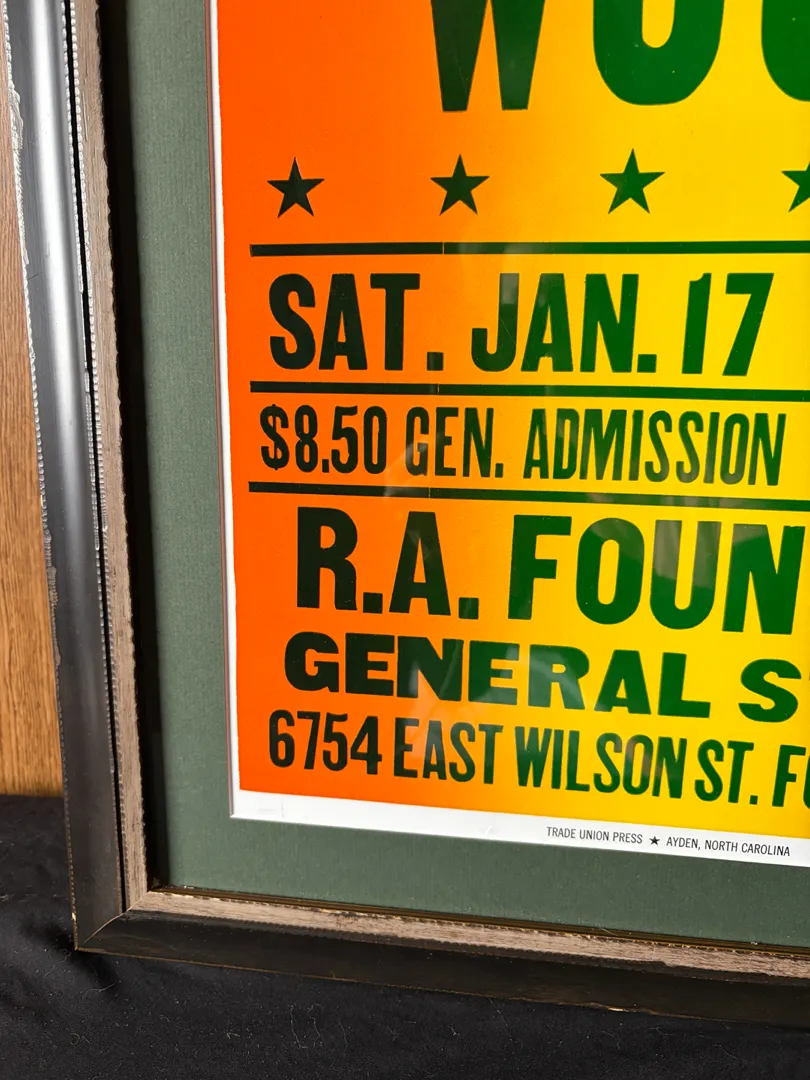 SAT. JAN. 17
$8.50 GEN. ADMISSION
R.A. FOUN
GENERAL
6754 EAST WILSON ST.
TRADE UNION PRESS ★ AYDEN, NORTH CAROLINA